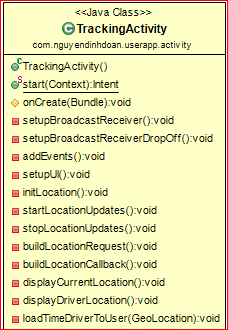 <<Java Class>>
TrackingActivity
com.nguyendinhdoan.userapp.activity
TrackingActivity()
start(Context):Intent
onCreate(Bundle):void
setupBroadcastReceiver():void
setupBroadcastReceiverDropOff():void
addEvents():void
setupUI():void
initLocation():void
startLocationUpdates():void
stopLocationUpdates():void
buildLocationRequest():void
buildLocationCallback():void
displayCurrentLocation():void
displayDriverLocation():void
loadTimeDriverToUser(GeoLocation):void